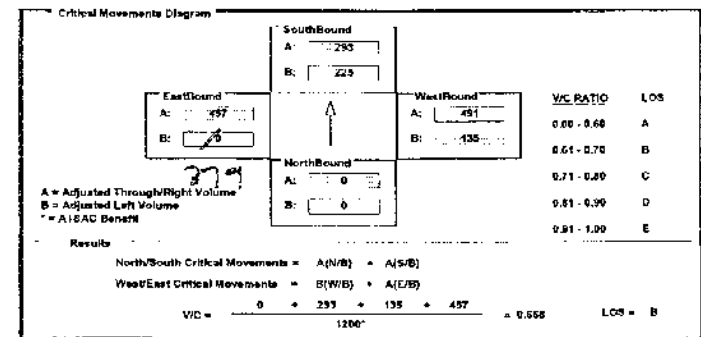 Critical Movements Diagram
SouthBound
A: 293
B: 225
EastBound
A: 457
B: 0
WestBound
A: 491
B: 135
NorthBound
A: 0
B: 0
V/C RATIO LOS
0.00 - 0.60 A
0.61 - 0.70 B
0.71 - 0.80 C
0.81 - 0.90 D
0.91 - 1.00 E
A = Adjusted Through/Right Volume
B = Adjusted Left Volume
* = ATSAC Benefit
Results
North/South Critical Movements = A(N/B) + A(S/B)
West/East Critical Movements = B(W/B) + A(E/B)
V/C = 0 + 293 + 135 + 457
1200*
= 0.668 LOS = B